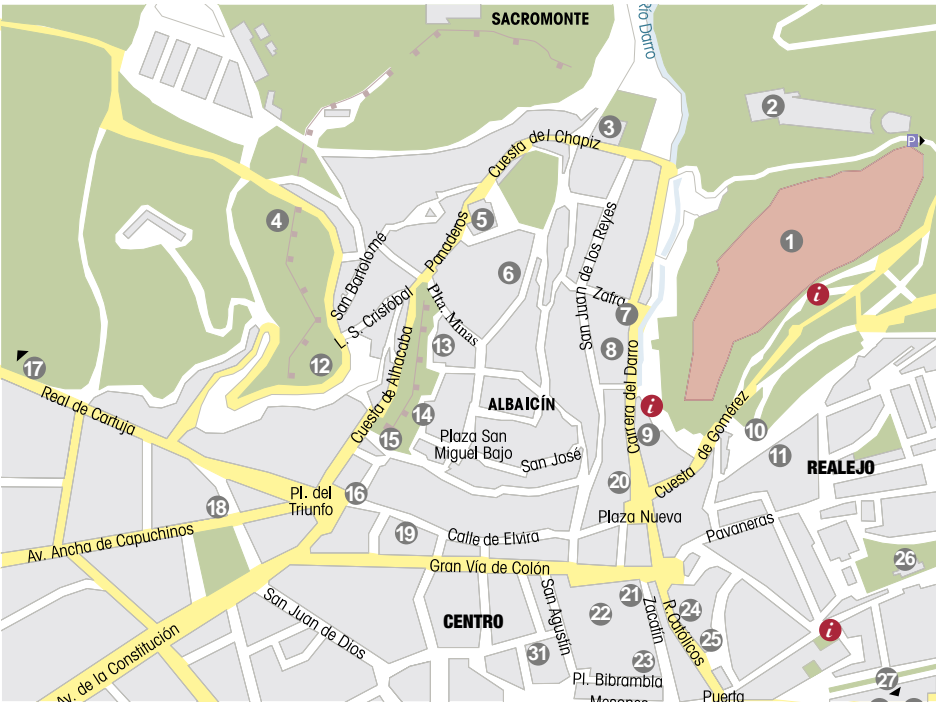 SACROMONTE
Río Darro
2
3
P
Cuesta del Chapiz
4
5
1
Panaderos
San Juan de los Reyes
San Bartolomé
6
i
L. S. Cristóbal
Plta. Minas
Zafra
7
17
12
13
8
Real de Cartuja
Cuesta de Alhacaba
Carrera del Darro
i
Cuesta de Gomérez
ALBAICÍN
14
15
Plaza San
Miguel Bajo
9
10
11
San José
REALEJO
16
Pl. del
Triunfo
20
18
Plaza Nueva
Pavaneras
Av. Ancha de Capuchinos
19
Calle de Elvira
Gran Vía de Colón
26
San Juan de Dios
San Agustín
21
22
Zacatín
24
R. Católicos
25
i
CENTRO
Av. de la Constitución
31
23
Pl. Bibrambla
27
Puerta